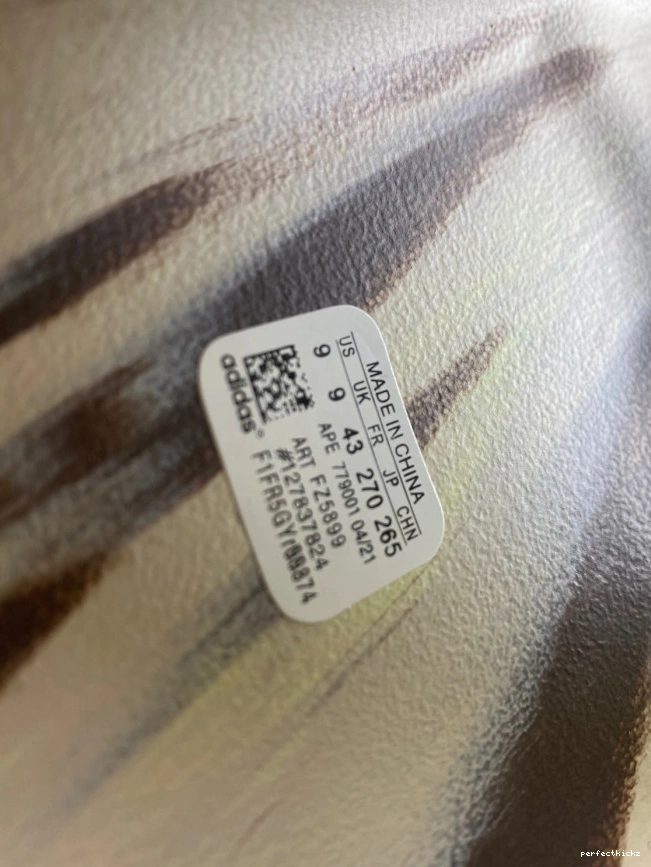 MADE IN CHINA
US UK FR JP CHN
9 9 43 270 265
APE 779001 04/21
ART FZ5899
#127837824
adidas®
perfectkickz